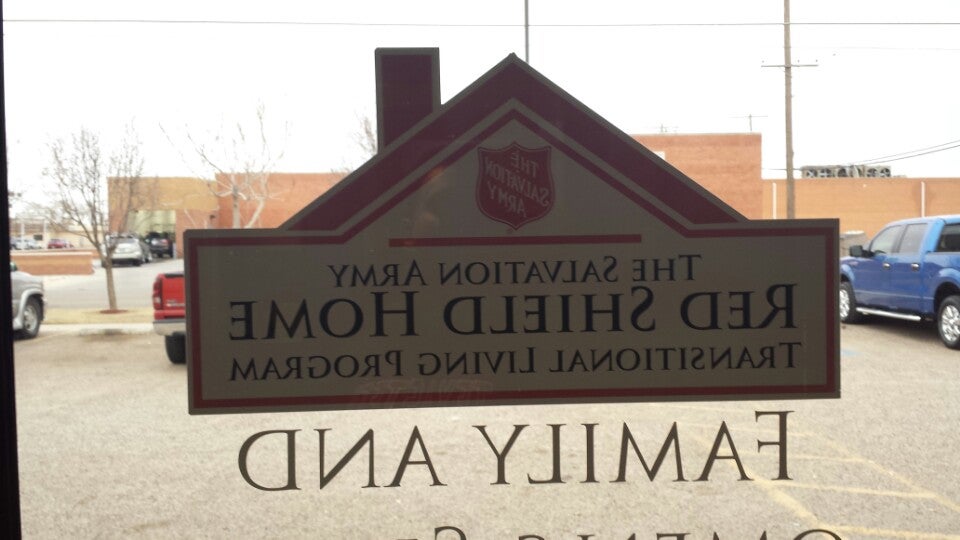 THE
SALVATION
ARMY
THE SALVATION ARMY
RED SHIELD HOME
TRANSITIONAL LIVING PROGRAM
FAMILY AND